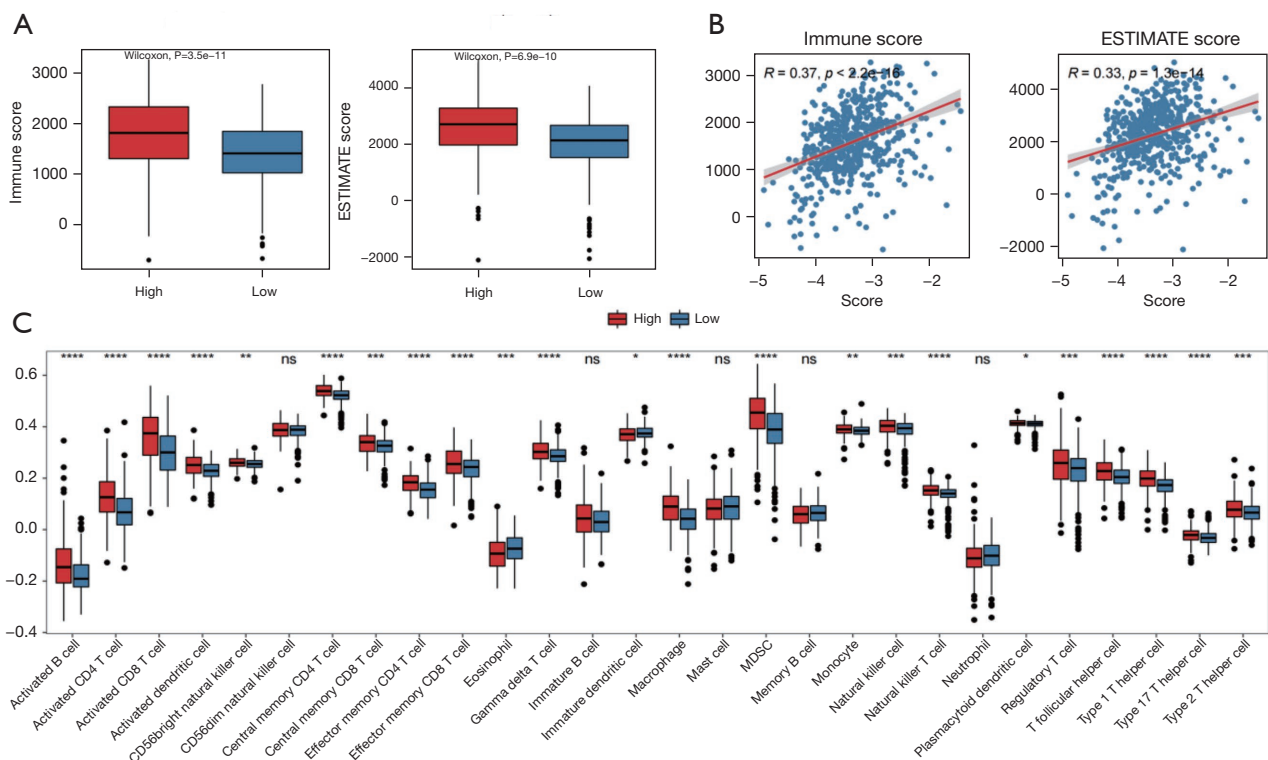 A
Wilcoxon, P=3.5e−11
Immune score
3000
2000
1000
0
High
Low
Wilcoxon, P=6.9e−10
ESTIMATE score
4000
2000
0
−2000
High
Low
B
Immune score
R = 0.37, p < 2.2e−16
3000
2000
1000
0
−5
−4
−3
−2
Score
ESTIMATE score
R = 0.33, p = 1.3e−14
4000
2000
0
−2000
−5
−4
−3
−2
Score
C
High
Low
**** **** **** **** ** ns **** *** **** **** *** **** ns * **** ns **** ns ** *** **** ns * *** **** **** **** ***
0.6
0.4
0.2
0.0
−0.2
−0.4
Activated B cell
Activated CD4 T cell
Activated CD8 T cell
Activated dendritic cell
CD56bright natural killer cell
CD56dim natural killer cell
Central memory CD4 T cell
Central memory CD8 T cell
Effector memory CD4 T cell
Effector memory CD8 T cell
Eosinophil
Gamma delta T cell
Immature B cell
Immature dendritic cell
Macrophage
Mast cell
MDSC
Memory B cell
Monocyte
Natural killer cell
Natural killer T cell
Neutrophil
Plasmacytoid dendritic cell
Regulatory T cell
T follicular helper cell
Type 1 T helper cell
Type 17 T helper cell
Type 2 T helper cell